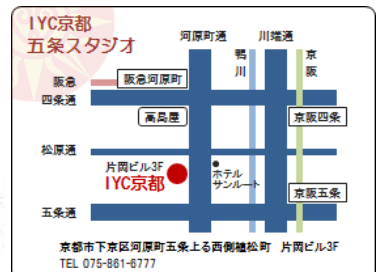 IYC京都
五条スタジオ
河原町通
川端通
鴨川
京阪
阪急
阪急河原町
四条通
高島屋
京阪四条
松原通
片岡ビル3F
IYC京都
ホテル
サンルート
京阪五条
五条通
京都市下京区河原町五条上る西側植松町 片岡ビル3F
TEL 075-861-6777